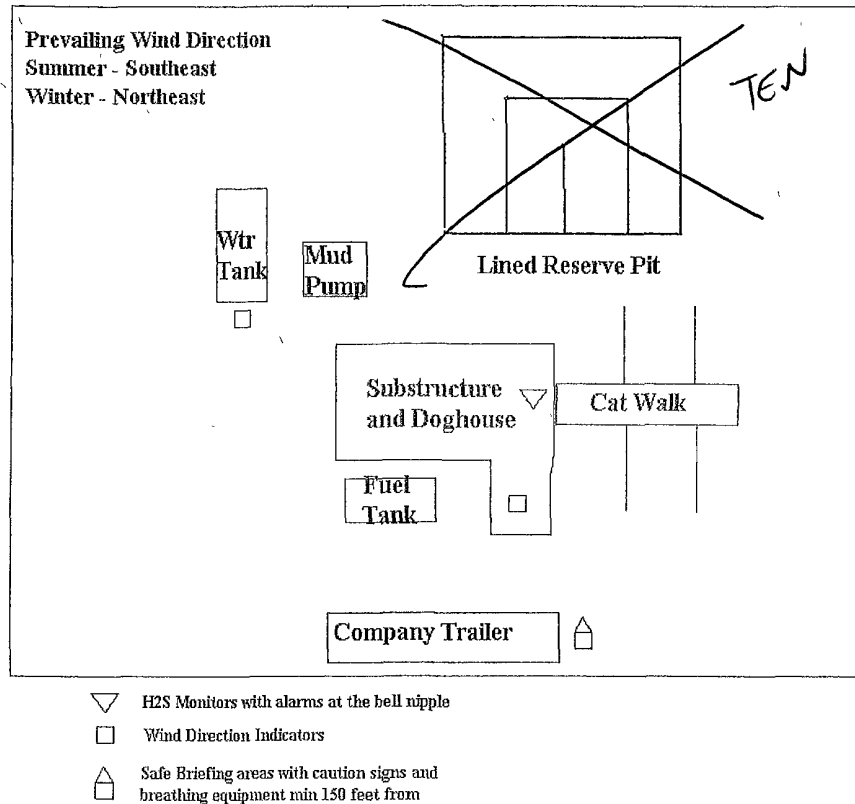 Prevailing Wind Direction
Summer - Southeast
Winter - Northeast
TEN
Wtr
Tank
Mud
Pump
Lined Reserve Pit
Substructure
and Doghouse
Cat Walk
Fuel
Tank
Company Trailer
H2S Monitors with alarms at the bell nipple
Wind Direction Indicators
Safe Briefing areas with caution signs and
breathing equipment min 150 feet from